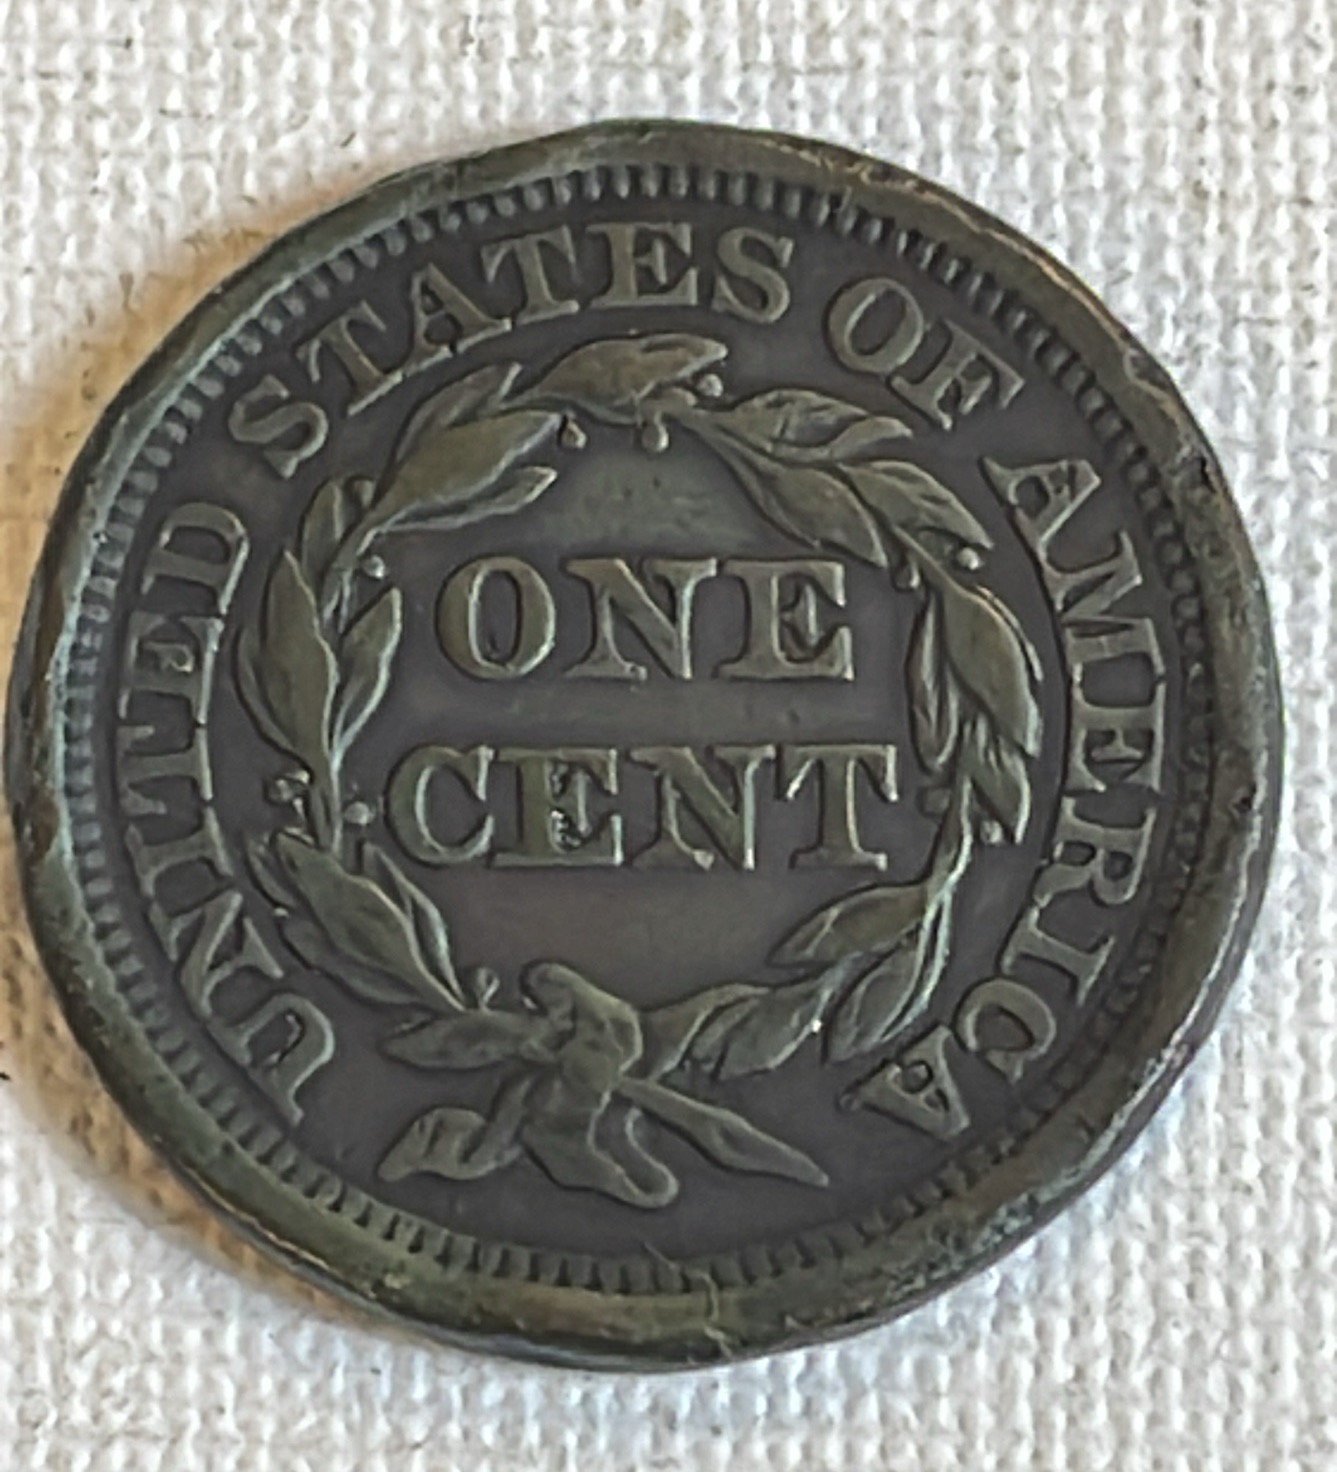 UNITED STATES OF AMERICA
ONE
CENT